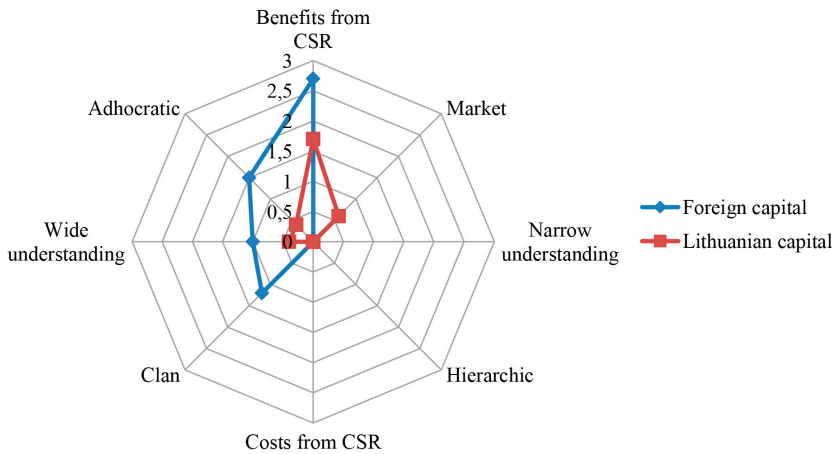 Benefits from
CSR
3
2,5
2
1,5
1
0,5
0
Adhocratic
Market
Wide
understanding
Narrow
understanding
Clan
Hierarchic
Costs from CSR
Foreign capital
Lithuanian capital